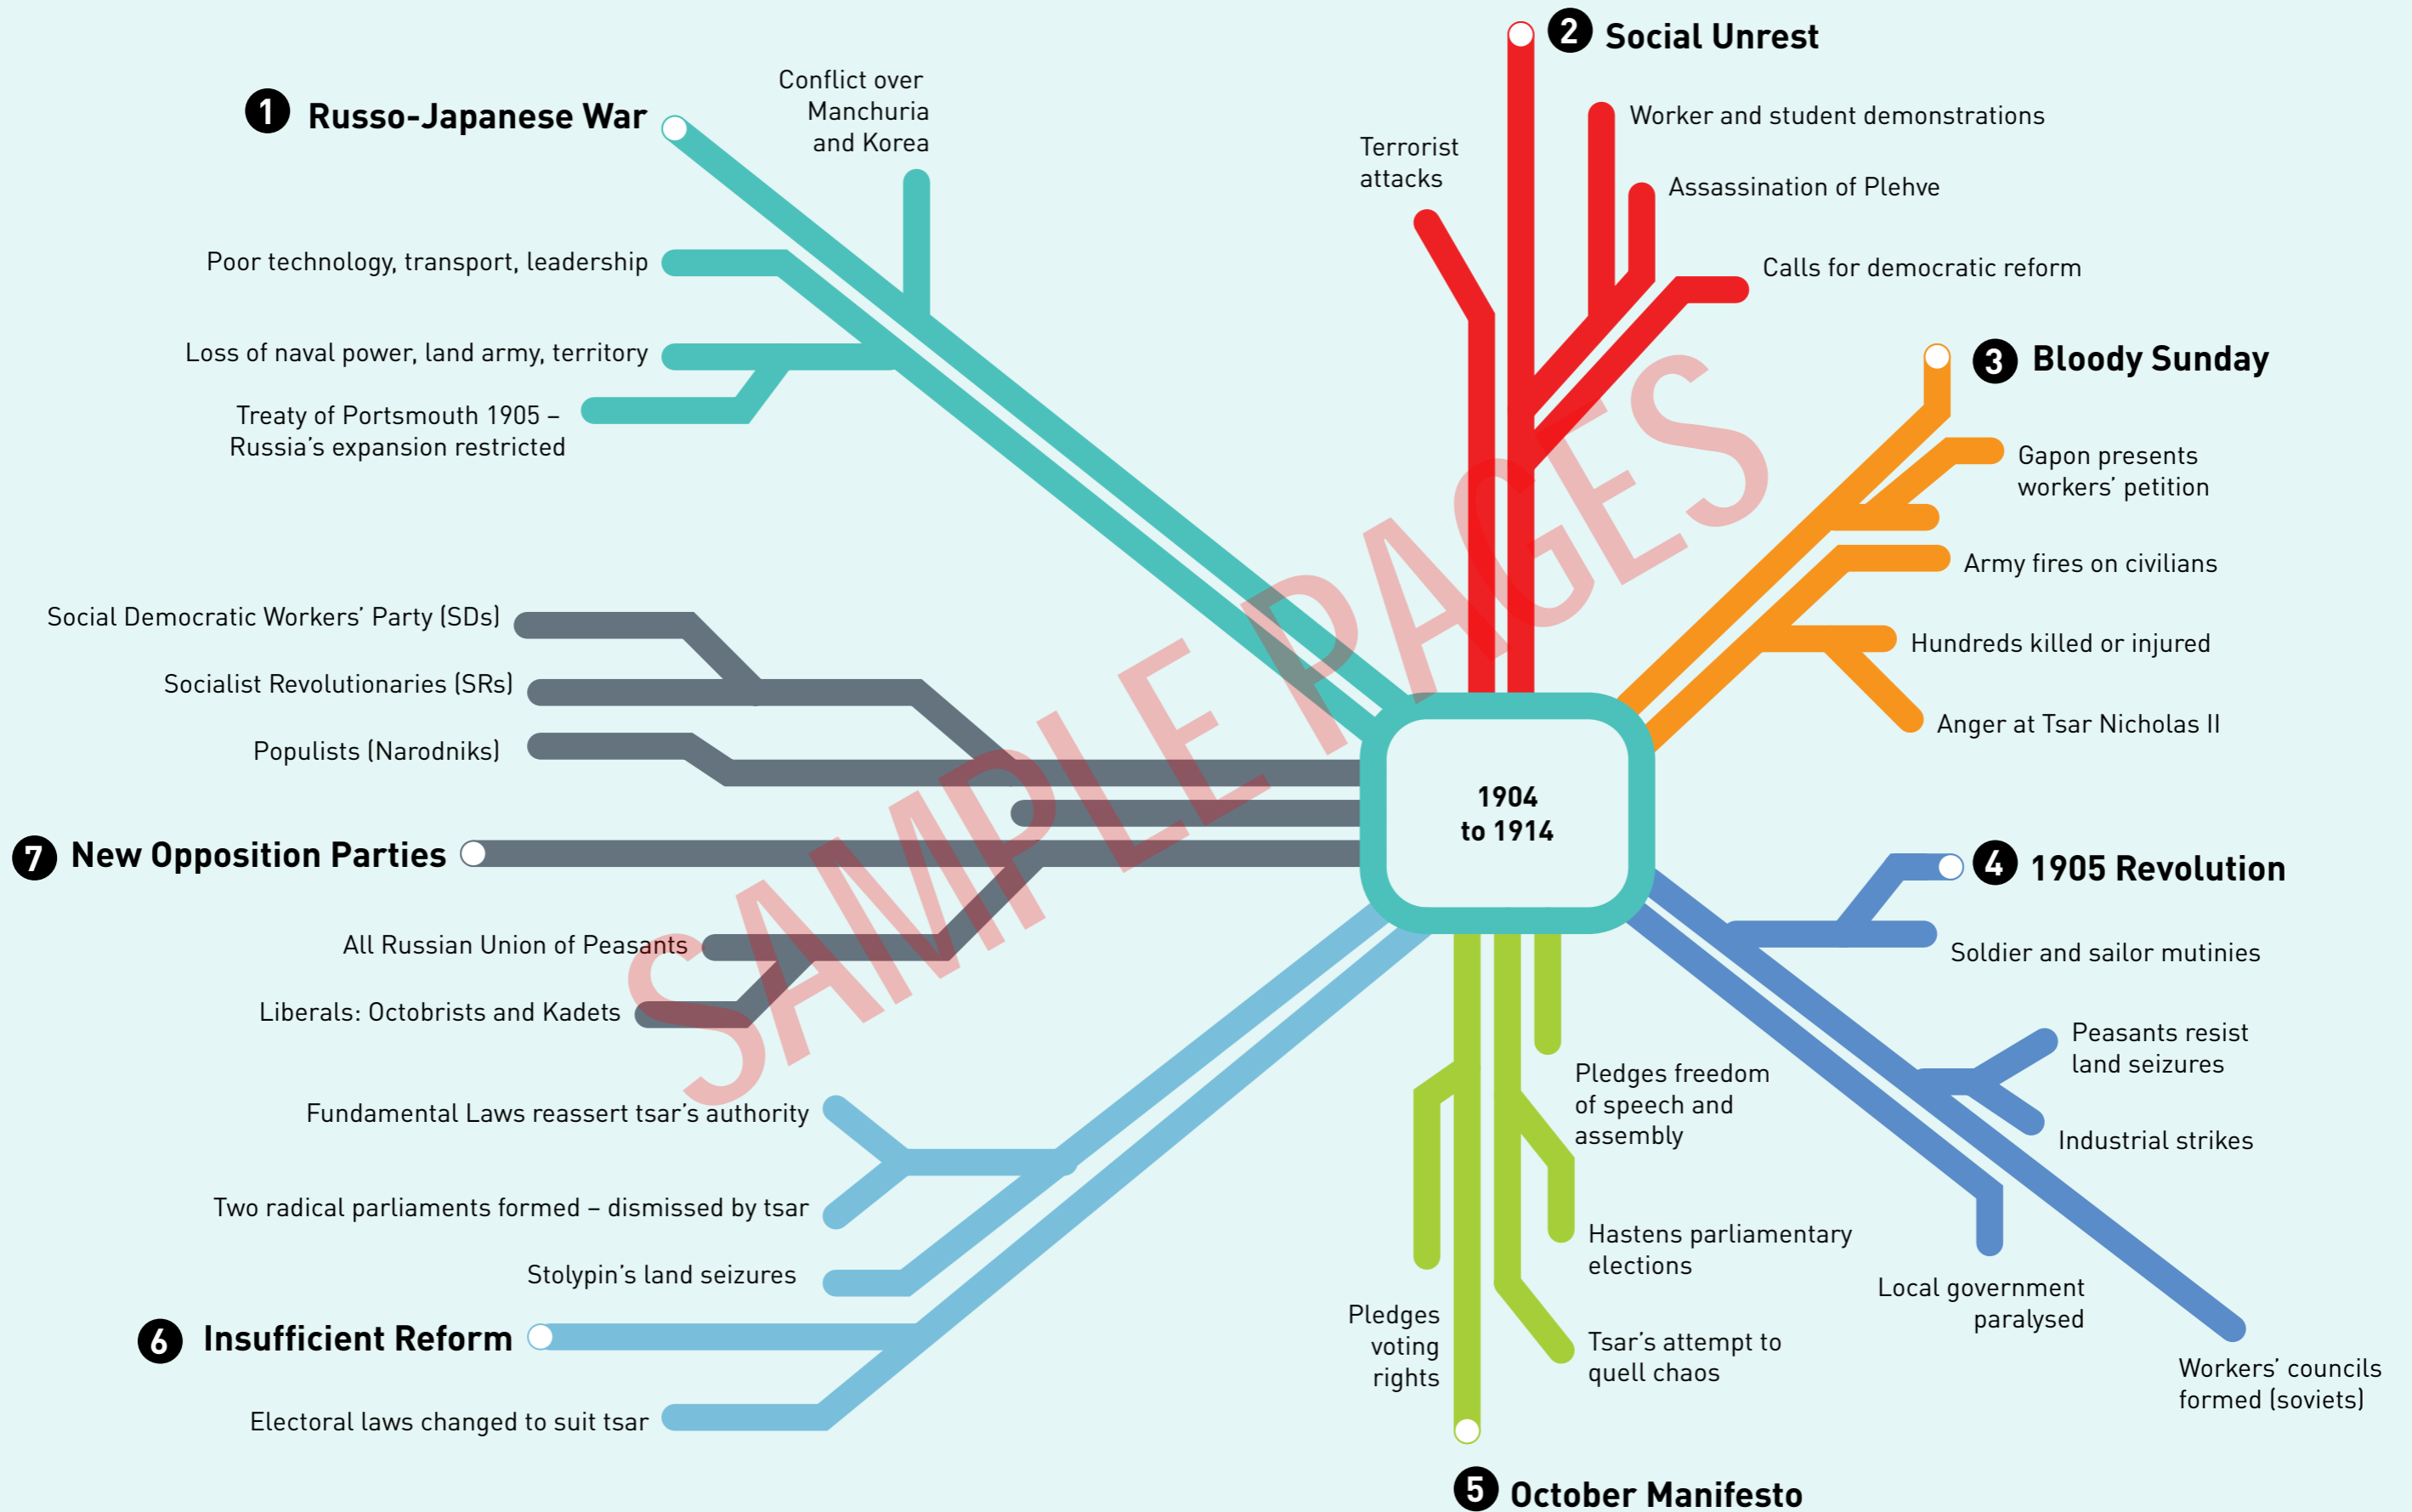 1 Russo-Japanese War
Conflict over
Manchuria
and Korea
Poor technology, transport, leadership
Loss of naval power, land army, territory
Treaty of Portsmouth 1905 –
Russia’s expansion restricted
2 Social Unrest
Terrorist
attacks
Worker and student demonstrations
Assassination of Plehve
Calls for democratic reform
3 Bloody Sunday
Gapon presents
workers’ petition
Army fires on civilians
Hundreds killed or injured
Anger at Tsar Nicholas II
1904
to 1914
4 1905 Revolution
Soldier and sailor mutinies
Peasants resist
land seizures
Industrial strikes
Local government
paralysed
Workers’ councils
formed (soviets)
Pledges freedom
of speech and
assembly
Hastens parliamentary
elections
Tsar’s attempt to
quell chaos
Pledges
voting
rights
5 October Manifesto
Fundamental Laws reassert tsar’s authority
Two radical parliaments formed – dismissed by tsar
Stolypin’s land seizures
6 Insufficient Reform
Electoral laws changed to suit tsar
Social Democratic Workers’ Party (SDs)
Socialist Revolutionaries (SRs)
Populists (Narodniks)
7 New Opposition Parties
All Russian Union of Peasants
Liberals: Octobrists and Kadets
SAMPLE PAGES